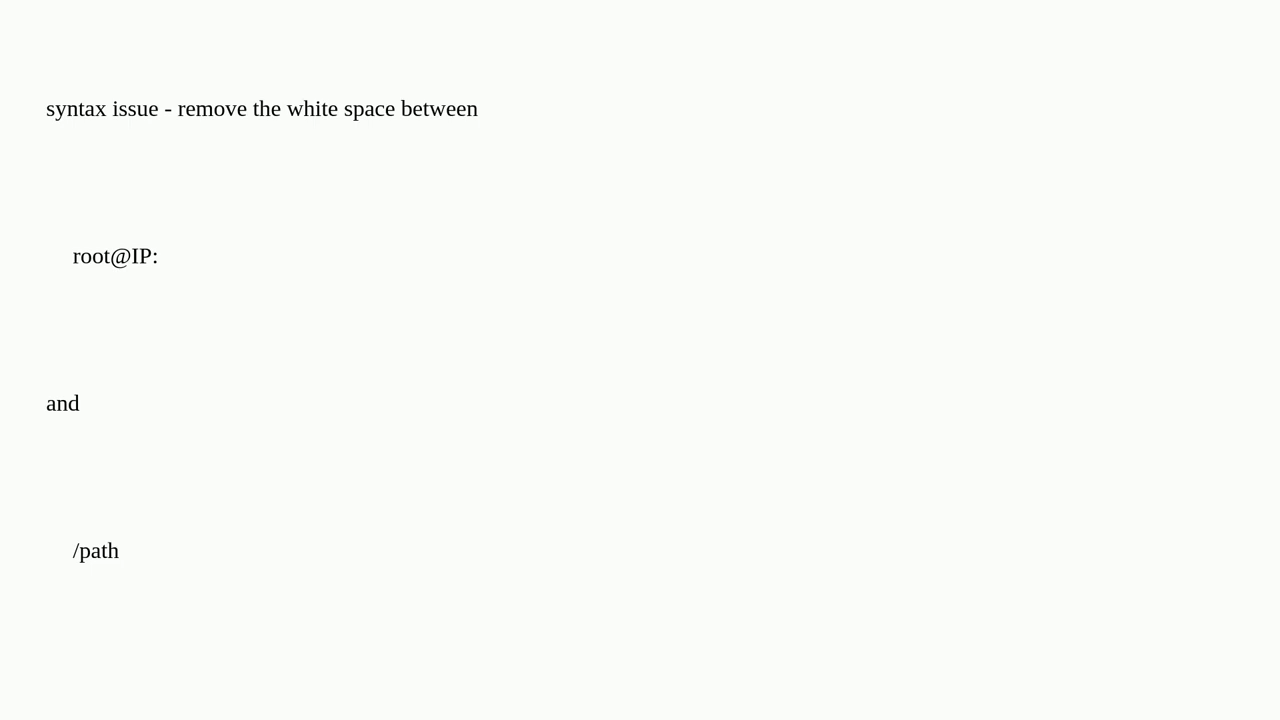 syntax issue - remove the white space between
root@IP:
and
/path